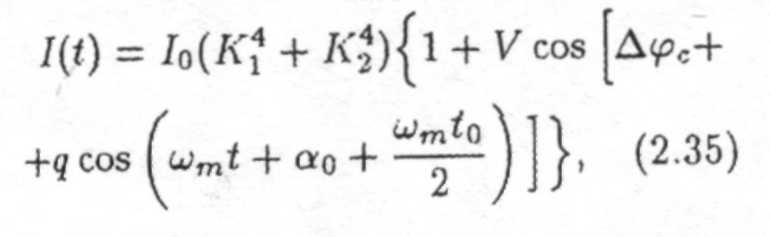 I(t) = I₀(K₁⁴ + K₂⁴){1 + V cos [Δφ_c+
+q cos (ω_m t + α₀ + ω_m t₀/2)]}, (2.35)